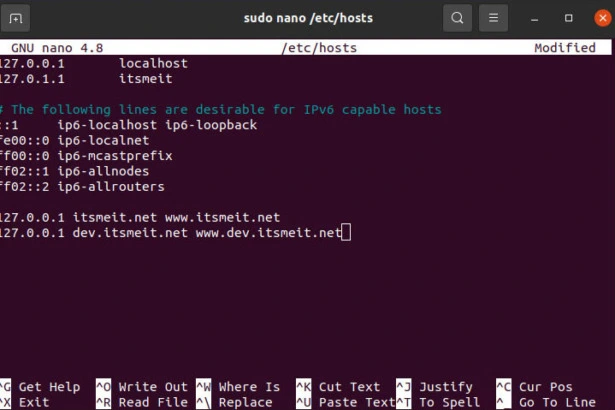 sudo nano /etc/hosts
GNU nano 4.8 /etc/hosts Modified
127.0.0.1 localhost
127.0.1.1 itsmeit
# The following lines are desirable for IPv6 capable hosts
::1 ip6-localhost ip6-loopback
fe00::0 ip6-localnet
ff00::0 ip6-mcastprefix
ff02::1 ip6-allnodes
ff02::2 ip6-allrouters
127.0.0.1 itsmeit.net www.itsmeit.net
127.0.0.1 dev.itsmeit.net www.dev.itsmeit.net
^G Get Help ^O Write Out ^W Where Is ^K Cut Text ^J Justify ^C Cur Pos
^X Exit ^R Read File ^\ Replace ^U Paste Text ^T To Spell ^_ Go To Line